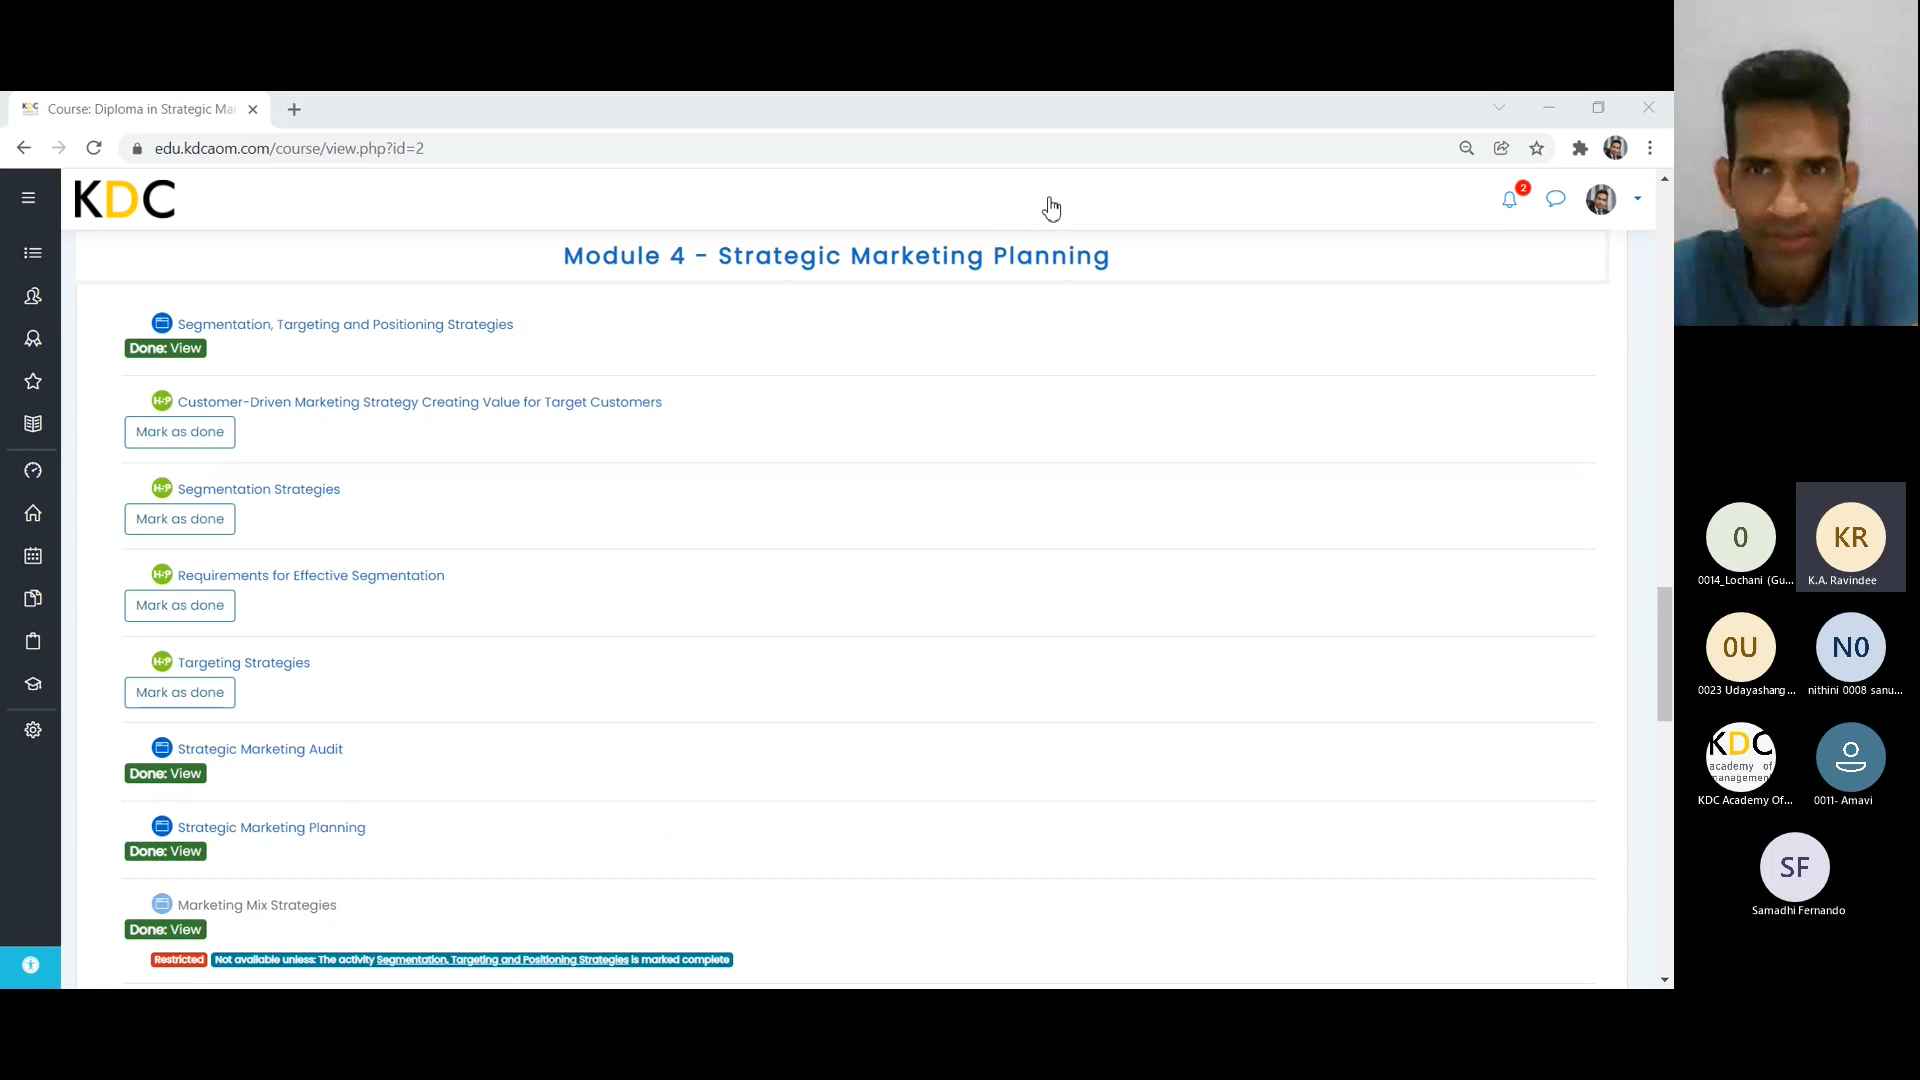 KDC
Course: Diploma in Strategic Mar
edu.kdcaom.com/course/view.php?id=2
KDC
2
Module 4 - Strategic Marketing Planning
Segmentation, Targeting and Positioning Strategies
Done: View
H-P Customer-Driven Marketing Strategy Creating Value for Target Customers
Mark as done
H-P Segmentation Strategies
Mark as done
H-P Requirements for Effective Segmentation
Mark as done
H-P Targeting Strategies
Mark as done
Strategic Marketing Audit
Done: View
Strategic Marketing Planning
Done: View
Marketing Mix Strategies
Done: View
Restricted Not available unless: The activity Segmentation, Targeting and Positioning Strategies is marked complete
0 KR
0014_Lochani (Gu... K.A. Ravindee
0U N0
0023 Udayashang... nithini 0008 sanu...
KDC
academy of
management
KDC Academy Of... 0011- Amavi
SF
Samadhi Fernando